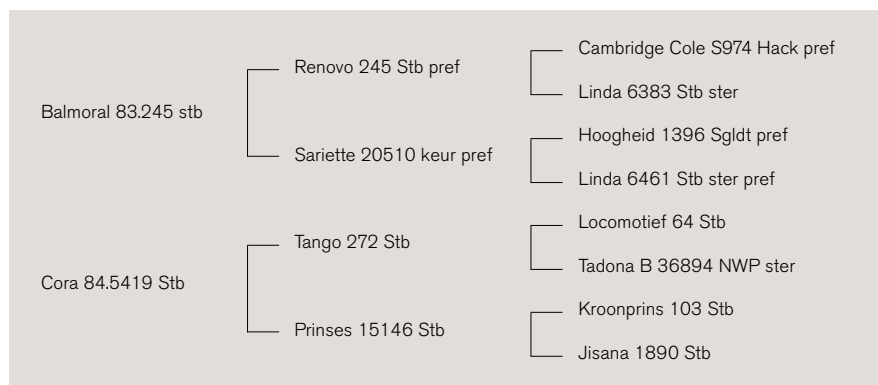 Balmoral 83.245 stb
Renovo 245 Stb pref
Cambridge Cole S974 Hack pref
Linda 6383 Stb ster
Sariette 20510 keur pref
Hoogheid 1396 Sgldt pref
Linda 6461 Stb ster pref
Cora 84.5419 Stb
Tango 272 Stb
Locomotief 64 Stb
Tadona B 36894 NWP ster
Prinses 15146 Stb
Kroonprins 103 Stb
Jisana 1890 Stb